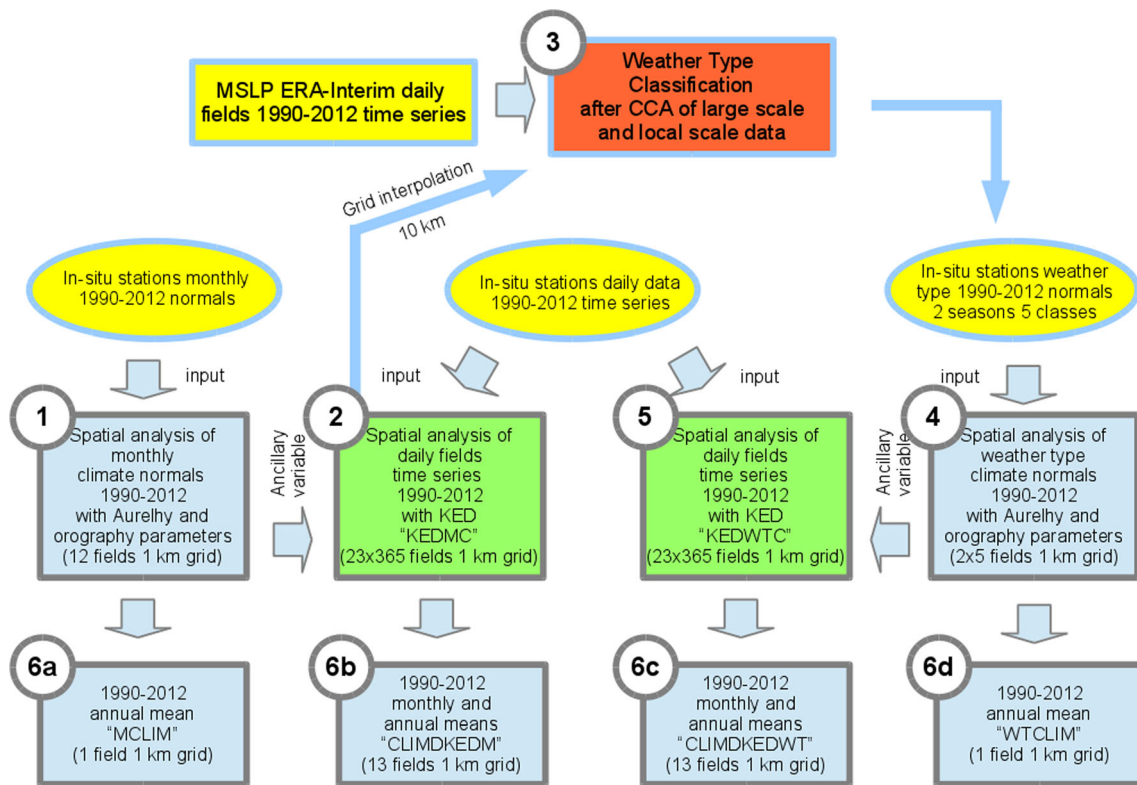 3
MSLP ERA-Interim daily
fields 1990-2012 time series
Weather Type
Classification
after CCA of large scale
and local scale data
Grid interpolation
10 km
In-situ stations monthly
1990-2012 normals
In-situ stations daily data
1990-2012 time series
In-situ stations weather
type 1990-2012 normals
2 seasons 5 classes
input
input
input
input
1
Spatial analysis of
monthly
climate normals
1990-2012
with Aurelhy and
orography parameters
(12 fields 1 km grid)
Ancillary
variable
2
Spatial analysis of
daily fields
time series
1990-2012
with KED
“KEDMC”
(23x365 fields 1 km grid)
5
Spatial analysis of
daily fields
time series
1990-2012
with KED
“KEDWTC”
(23x365 fields 1 km grid)
Ancillary
variable
4
Spatial analysis of
weather type
climate normals
1990-2012
with Aurelhy and
orography parameters
(2x5 fields 1 km grid)
6a
1990-2012
annual mean
“MCLIM”
(1 field 1 km grid)
6b
1990-2012
monthly and
annual means
“CLIMDKEDM”
(13 fields 1 km grid)
6c
1990-2012
monthly and
annual means
“CLIMDKEDWT”
(13 fields 1 km grid)
6d
1990-2012
annual mean
“WTCLIM”
(1 field 1 km grid)